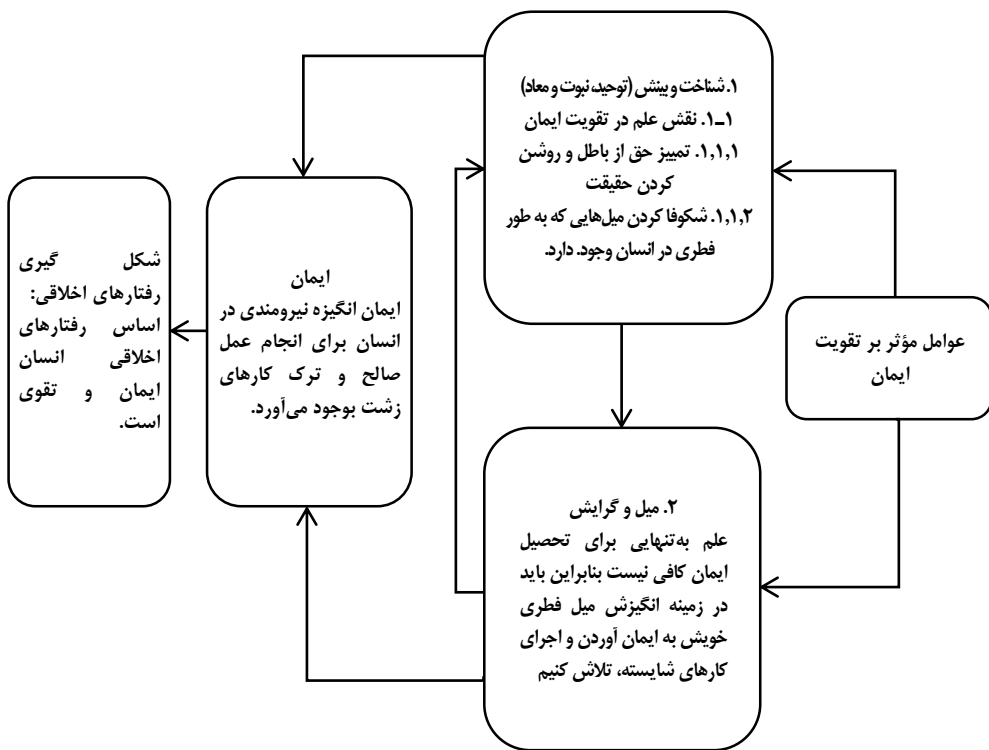 عوامل مؤثر بر تقویت
ایمان
۱. شناخت و بینش (توحید، نبوت و معاد)
۱-۱. نقش علم در تقویت ایمان
۱,۱,۱. تمییز حق از باطل و روشن
کردن حقیقت
۱,۱,۲. شکوفا کردن میل‌هایی که به طور
فطری در انسان وجود. دارد.
۲. میل و گرایش
علم به‌تنهایی برای تحصیل
ایمان کافی نیست بنابراین باید
در زمینه انگیزش میل فطری
خویش به ایمان آوردن و اجرای
کارهای شایسته، تلاش کنیم
ایمان
ایمان انگیزه نیرومندی در
انسان برای انجام عمل
صالح و ترک کارهای
زشت بوجود می‌آورد.
شکل گیری
رفتارهای اخلاقی:
اساس رفتارهای
اخلاقی انسان
ایمان و تقوی
است.